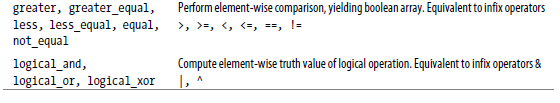 greater, greater_equal, Perform element-wise comparison, yielding boolean array. Equivalent to infix operators
less, less_equal, equal, >, >=, <, <=, ==, !=
not_equal
logical_and, Compute element-wise truth value of logical operation. Equivalent to infix operators &
logical_or, logical_xor |, ^